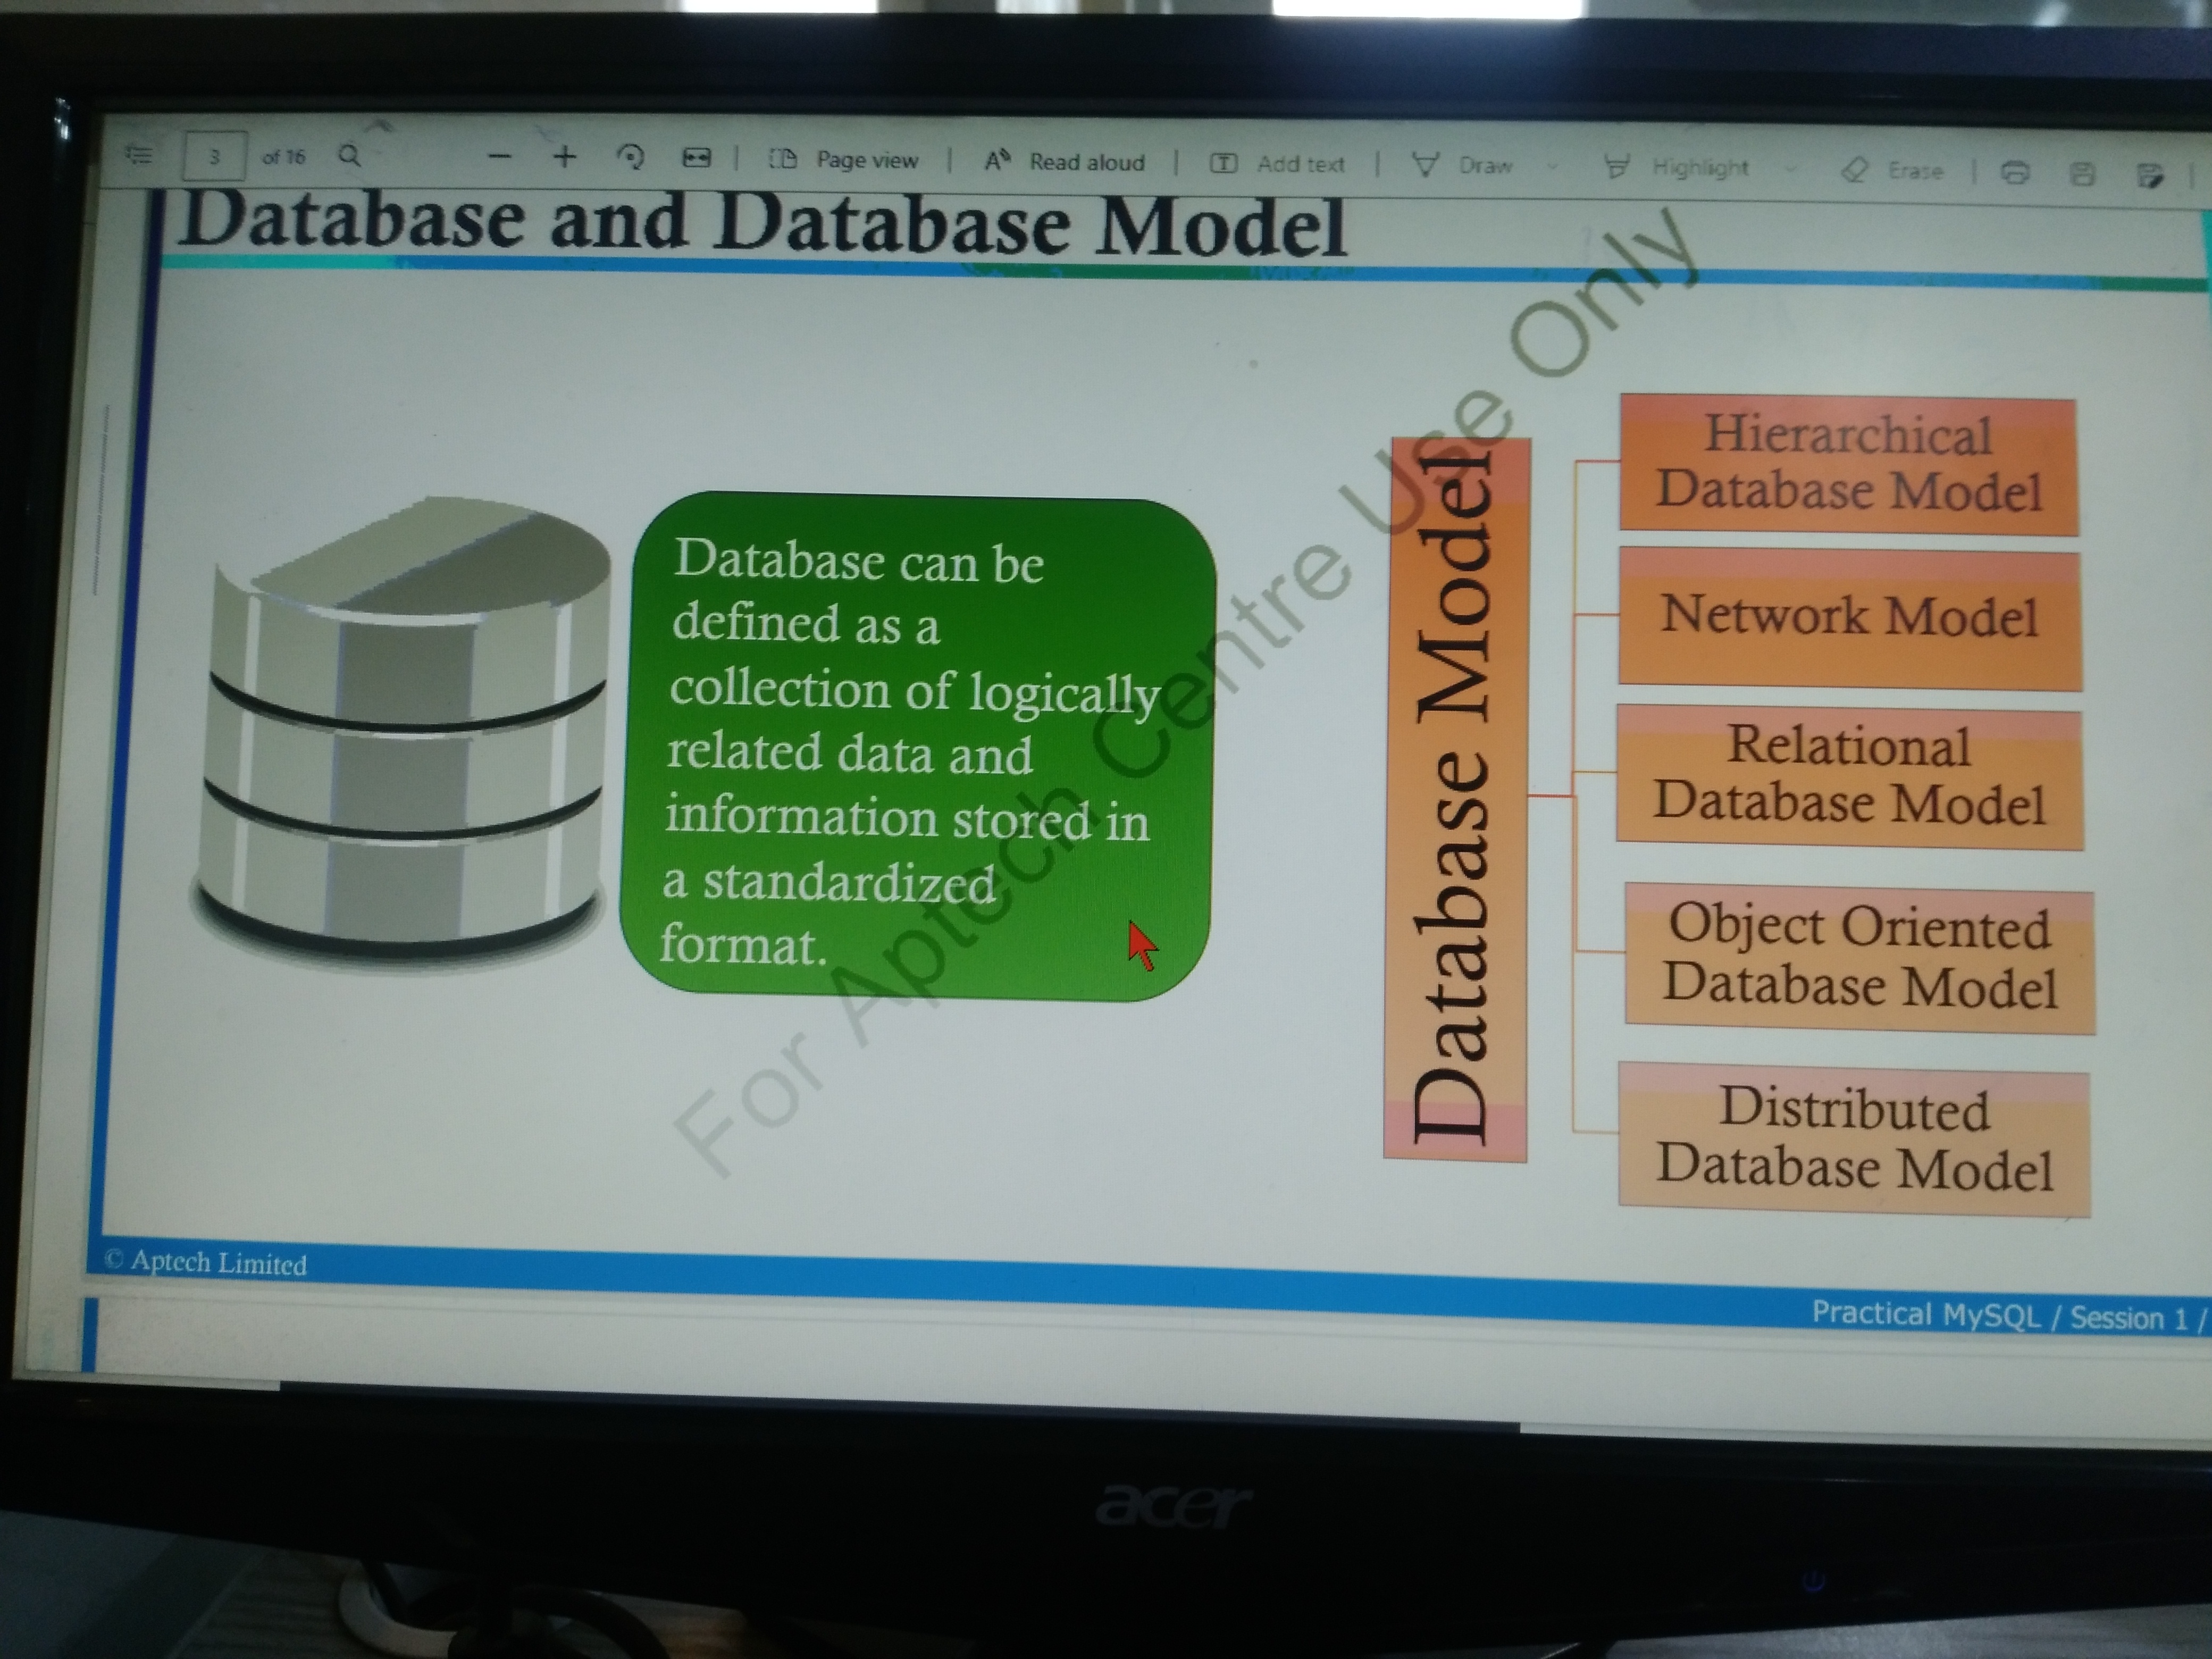 3 of 16 Page view Read aloud Add text Draw Highlight Erase
Database and Database Model
Database can be
defined as a
collection of logically
related data and
information stored in
a standardized
format.
Database Model
Hierarchical
Database Model
Network Model
Relational
Database Model
Object Oriented
Database Model
Distributed
Database Model
For Aptech Centre Use Only
© Aptech Limited
Practical MySQL / Session 1 /
acer